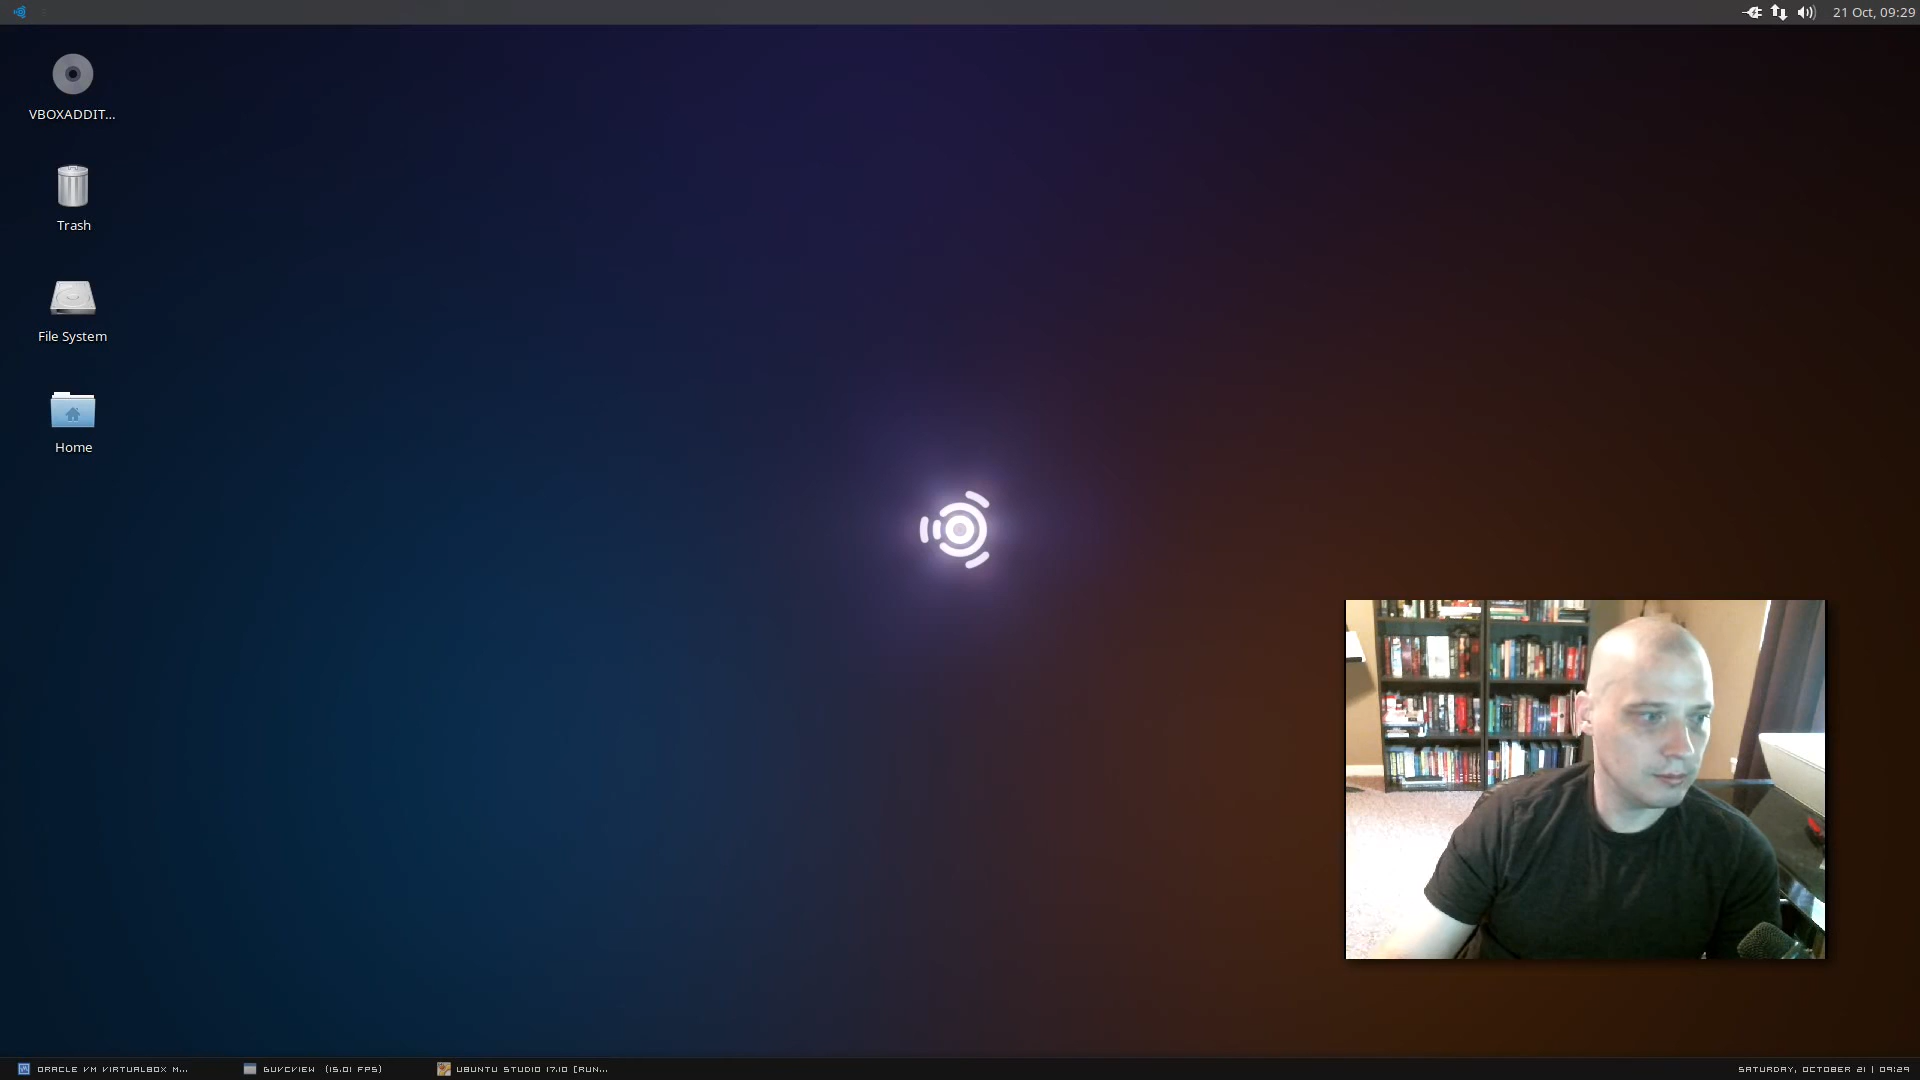 21 Oct, 09:29
VBOXADDIT...
Trash
File System
Home
ORACLE VM VIRTUALBOX M...
GUVCVIEW (15.01 FPS)
UBUNTU STUDIO 17.10 [RUN...
SATURDAY, OCTOBER 21 | 09:29